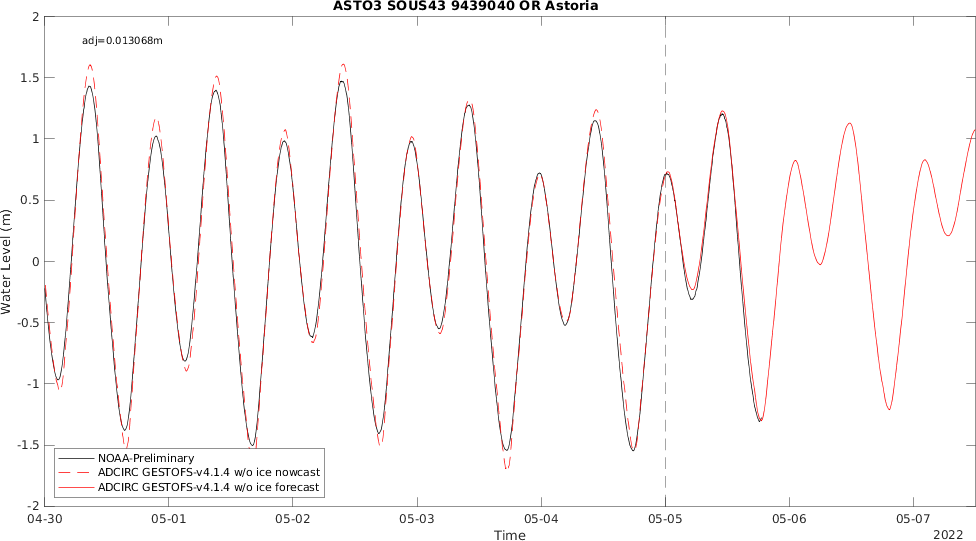 ASTO3 SOUS43 9439040 OR Astoria
adj=0.013068m
2
1.5
1
0.5
0
-0.5
-1
-1.5
-2
Water Level (m)
NOAA-Preliminary
ADCIRC GESTOFS-v4.1.4 w/o ice nowcast
ADCIRC GESTOFS-v4.1.4 w/o ice forecast
04-30 05-01 05-02 05-03 05-04 05-05 05-06 05-07
Time
2022